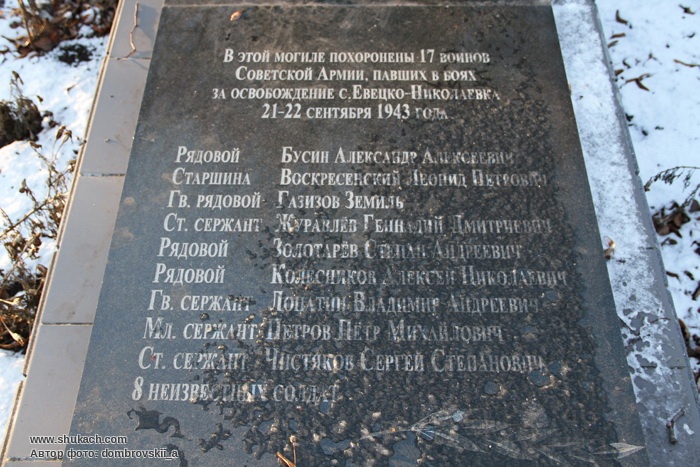 В этой могиле похоронены 17 воинов
Советской Армии, павших в боях
за освобождение с.Евецко-Николаевка
21-22 сентября 1943 года
Рядовой Бусин Александр Алексеевич
Старшина Воскресенский Леонид Петрович
Гв. рядовой Газизов Земиль
Ст. сержант Журавлёв Геннадий Дмитриевич
Рядовой Золотарёв Степан Андреевич
Рядовой Колесников Алексей Николаевич
Гв. сержант Лопатин Владимир Андреевич
Мл. сержант Петров Пётр Михайлович
Ст. сержант Чистяков Сергей Степанович
8 неизвестных солдат
www.shukach.com
Автор фото: dombrovskii_a